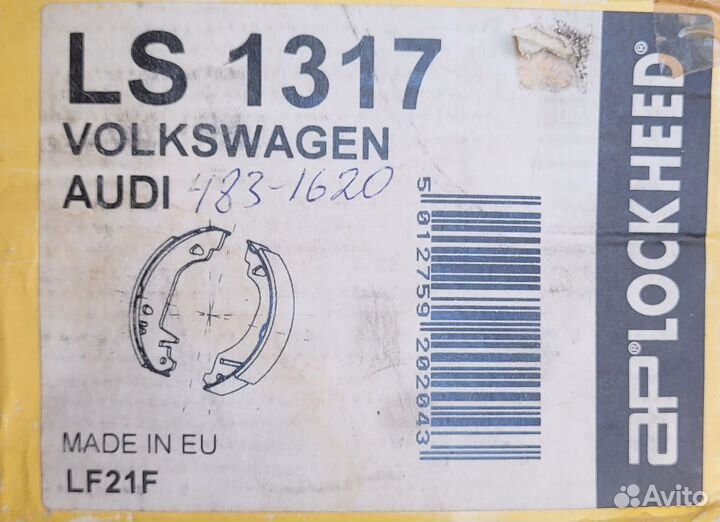 LS 1317
VOLKSWAGEN
AUDI 483-1620
5 012759 202043
MADE IN EU
LF21F
ap® LOCKHEED®
Avito